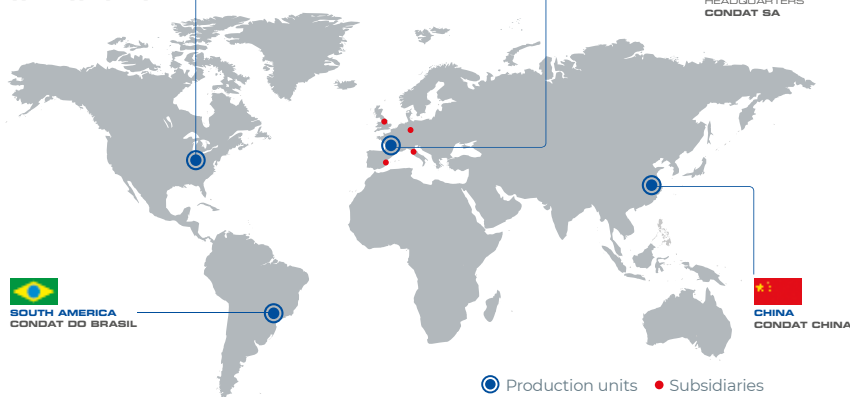 HEADQUARTERS
CONDAT SA
SOUTH AMERICA
CONDAT DO BRASIL
CHINA
CONDAT CHINA
Production units
Subsidiaries